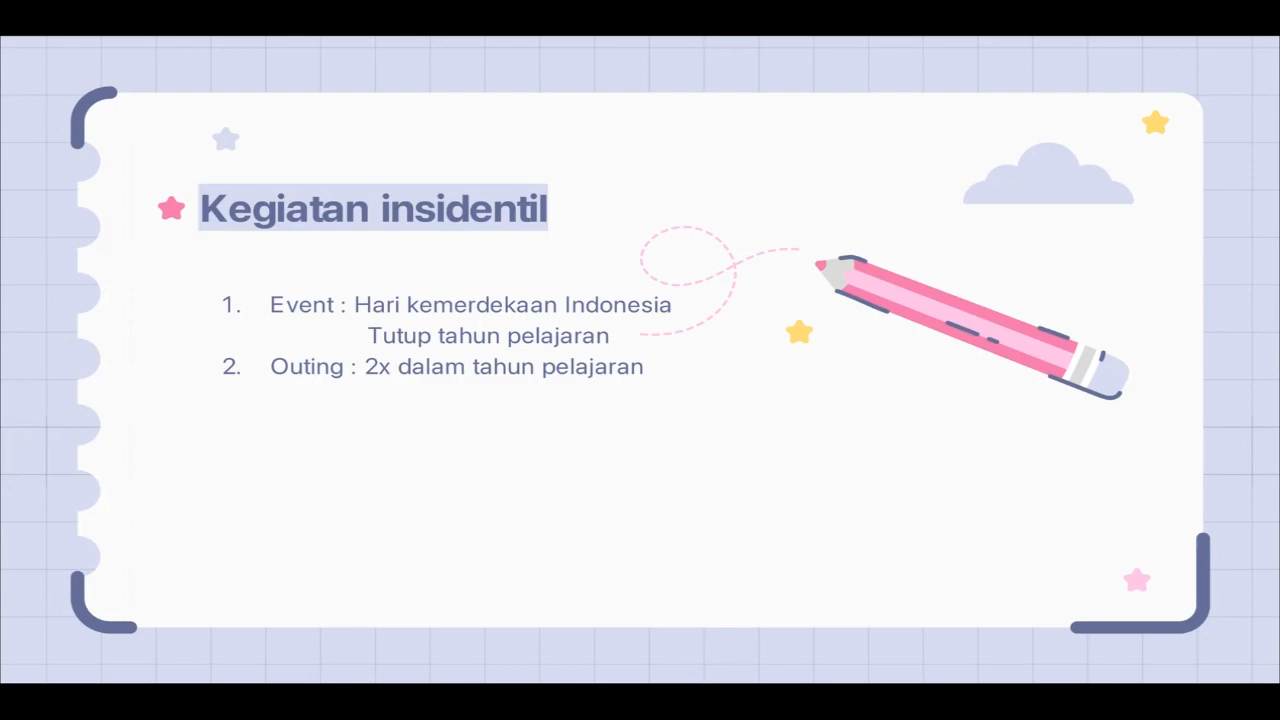 Kegiatan insidentil
1. Event : Hari kemerdekaan Indonesia
Tutup tahun pelajaran
2. Outing : 2x dalam tahun pelajaran